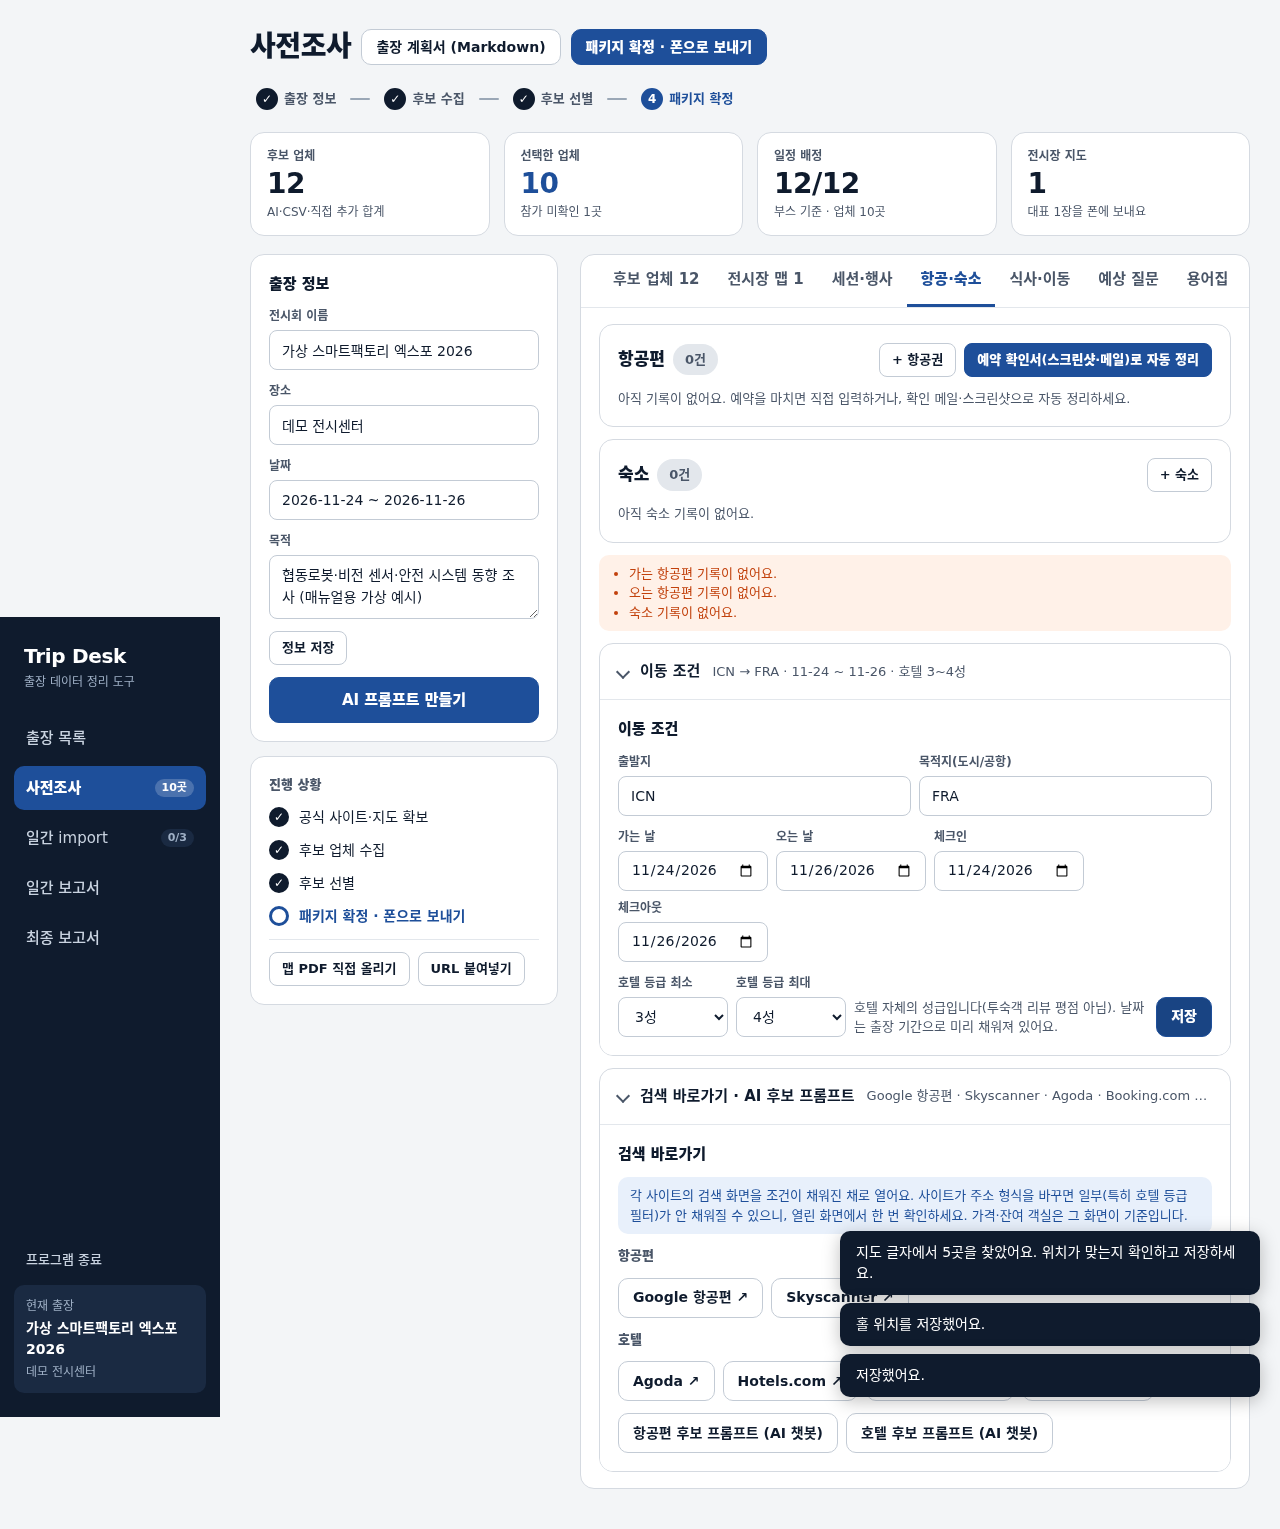 사전조사
출장 계획서 (Markdown)
패키지 확정 · 폰으로 보내기
✓ 출장 정보
✓ 후보 수집
✓ 후보 선별
4 패키지 확정
후보 업체
12
AI·CSV·직접 추가 합계
선택한 업체
10
참가 미확인 1곳
일정 배정
12/12
부스 기준 · 업체 10곳
전시장 지도
1
대표 1장을 폰에 보내요
Trip Desk
출장 데이터 정리 도구
출장 목록
사전조사 10곳
일간 import 0/3
일간 보고서
최종 보고서
프로그램 종료
현재 출장
가상 스마트팩토리 엑스포
2026
데모 전시센터
출장 정보
전시회 이름
가상 스마트팩토리 엑스포 2026
장소
데모 전시센터
날짜
2026-11-24 ~ 2026-11-26
목적
협동로봇·비전 센서·안전 시스템 동향 조
사 (매뉴얼용 가상 예시)
정보 저장
AI 프롬프트 만들기
진행 상황
✓ 공식 사이트·지도 확보
✓ 후보 업체 수집
✓ 후보 선별
패키지 확정 · 폰으로 보내기
맵 PDF 직접 올리기
URL 붙여넣기
후보 업체 12
전시장 맵 1
세션·행사
항공·숙소
식사·이동
예상 질문
용어집
항공편 0건
+ 항공권
예약 확인서(스크린샷·메일)로 자동 정리
아직 기록이 없어요. 예약을 마치면 직접 입력하거나, 확인 메일·스크린샷으로 자동 정리하세요.
숙소 0건
+ 숙소
아직 숙소 기록이 없어요.
• 가는 항공편 기록이 없어요.
• 오는 항공편 기록이 없어요.
• 숙소 기록이 없어요.
이동 조건 ICN → FRA · 11-24 ~ 11-26 · 호텔 3~4성
이동 조건
출발지
ICN
목적지(도시/공항)
FRA
가는 날
11/24/2026
오는 날
11/26/2026
체크인
11/24/2026
체크아웃
11/26/2026
호텔 등급 최소
3성
호텔 등급 최대
4성
호텔 자체의 성급입니다(투숙객 리뷰 평점 아님). 날짜
는 출장 기간으로 미리 채워져 있어요.
저장
검색 바로가기 · AI 후보 프롬프트 Google 항공편 · Skyscanner · Agoda · Booking.com …
검색 바로가기
각 사이트의 검색 화면을 조건이 채워진 채로 열어요. 사이트가 주소 형식을 바꾸면 일부(특히 호텔 등급
필터)가 안 채워질 수 있으니, 열린 화면에서 한 번 확인하세요. 가격·잔여 객실은 그 화면이 기준입니다.
항공편
Google 항공편 ↗
Skyscanner ↗
호텔
Agoda ↗
Hotels.com ↗
항공편 후보 프롬프트 (AI 챗봇)
호텔 후보 프롬프트 (AI 챗봇)
지도 글자에서 5곳을 찾았어요. 위치가 맞는지 확인하고 저장하세
요.
홀 위치를 저장했어요.
저장했어요.